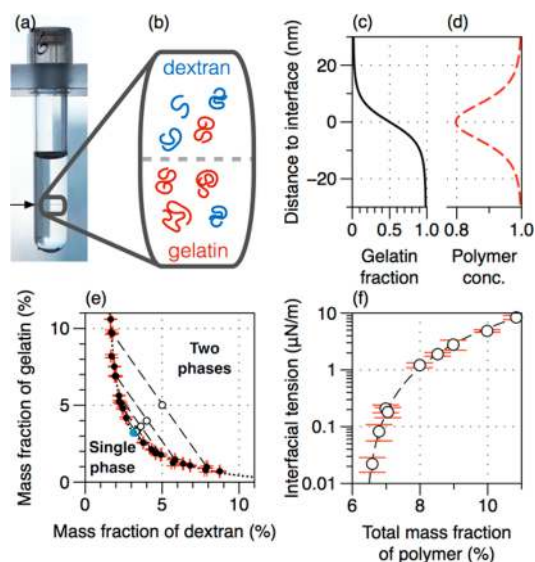 (a)
(b)
(c)
(d)
dextran
gelatin
Distance to interface (nm)
20
0
−20
0
0.5
1.0
0.8
1.0
Gelatin
fraction
Polymer
conc.
(e)
(f)
Mass fraction of gelatin (%)
10
5
0
Two
phases
Single
phase
0
5
10
Mass fraction of dextran (%)
Interfacial tension (μN/m)
10
1
0.1
0.01
6
8
10
Total mass fraction
of polymer (%)